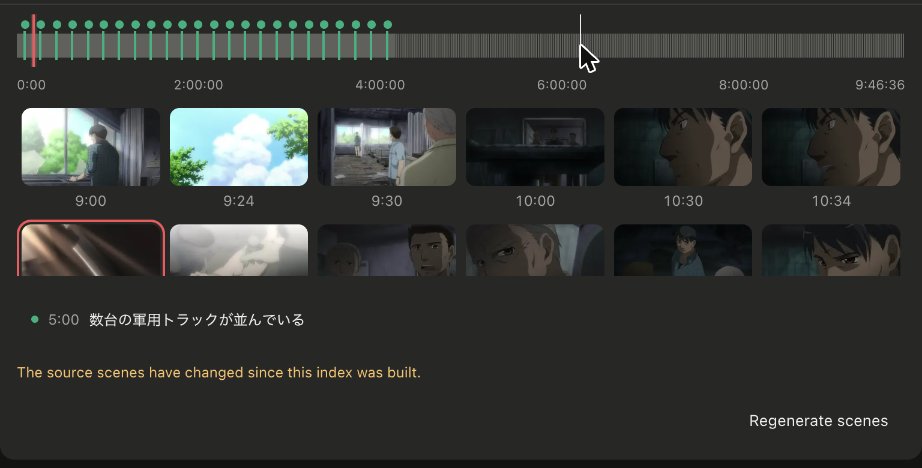 0:00 2:00:00 4:00:00 6:00:00 8:00:00 9:46:36
9:00 9:24 9:30 10:00 10:30 10:34
5:00 数台の軍用トラックが並んでいる
The source scenes have changed since this index was built.
Regenerate scenes